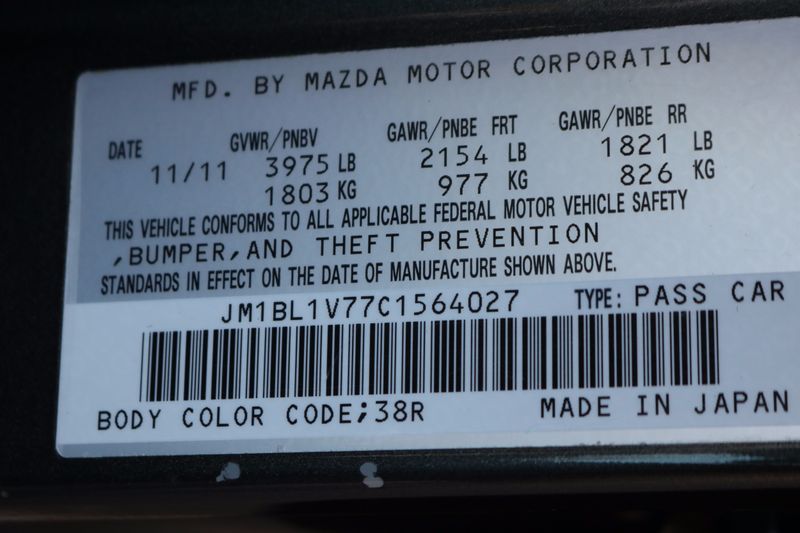 MFD. BY MAZDA MOTOR CORPORATION
DATE GVWR/PNBV GAWR/PNBE FRT GAWR/PNBE RR
11/11 3975 LB 2154 LB 1821 LB
1803 KG 977 KG 826 KG
THIS VEHICLE CONFORMS TO ALL APPLICABLE FEDERAL MOTOR VEHICLE SAFETY
,BUMPER,AND THEFT PREVENTION
STANDARDS IN EFFECT ON THE DATE OF MANUFACTURE SHOWN ABOVE.
JM1BL1V77C1564027 TYPE: PASS CAR
BODY COLOR CODE;38R MADE IN JAPAN